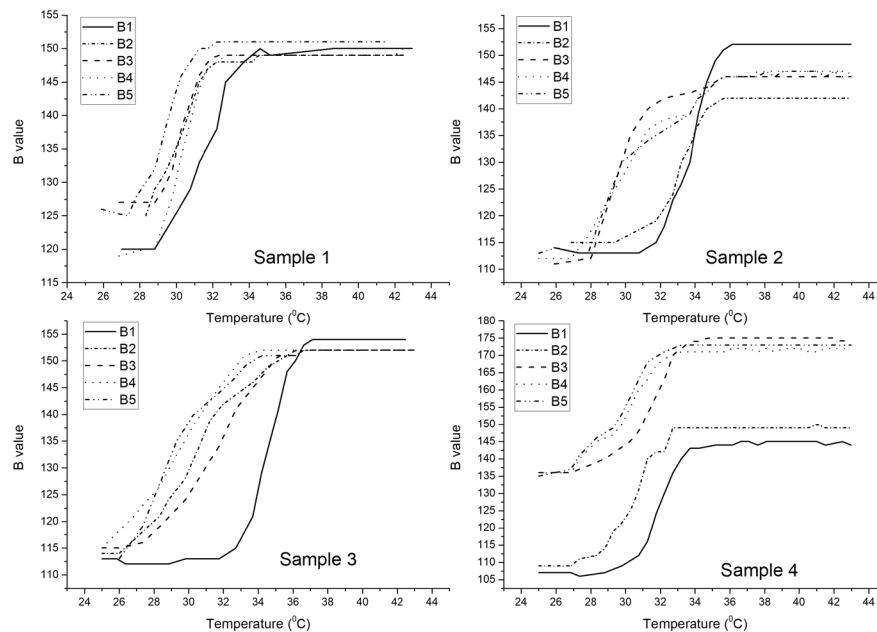 155
150
145
140
135
130
125
120
115
B value
B1
B2
B3
B4
B5
Sample 1
24 26 28 30 32 34 36 38 40 42 44
Temperature (⁰C)
155
150
145
140
135
130
125
120
115
110
B value
B1
B2
B3
B4
B5
Sample 2
24 26 28 30 32 34 36 38 40 42 44
Temperature (⁰C)
155
150
145
140
135
130
125
120
115
110
B value
B1
B2
B3
B4
B5
Sample 3
24 26 28 30 32 34 36 38 40 42 44
Temperature (⁰C)
175
170
165
160
155
150
145
140
135
130
125
120
115
110
105
B value
B1
B2
B3
B4
B5
Sample 4
24 26 28 30 32 34 36 38 40 42 44
Temperature (⁰C)